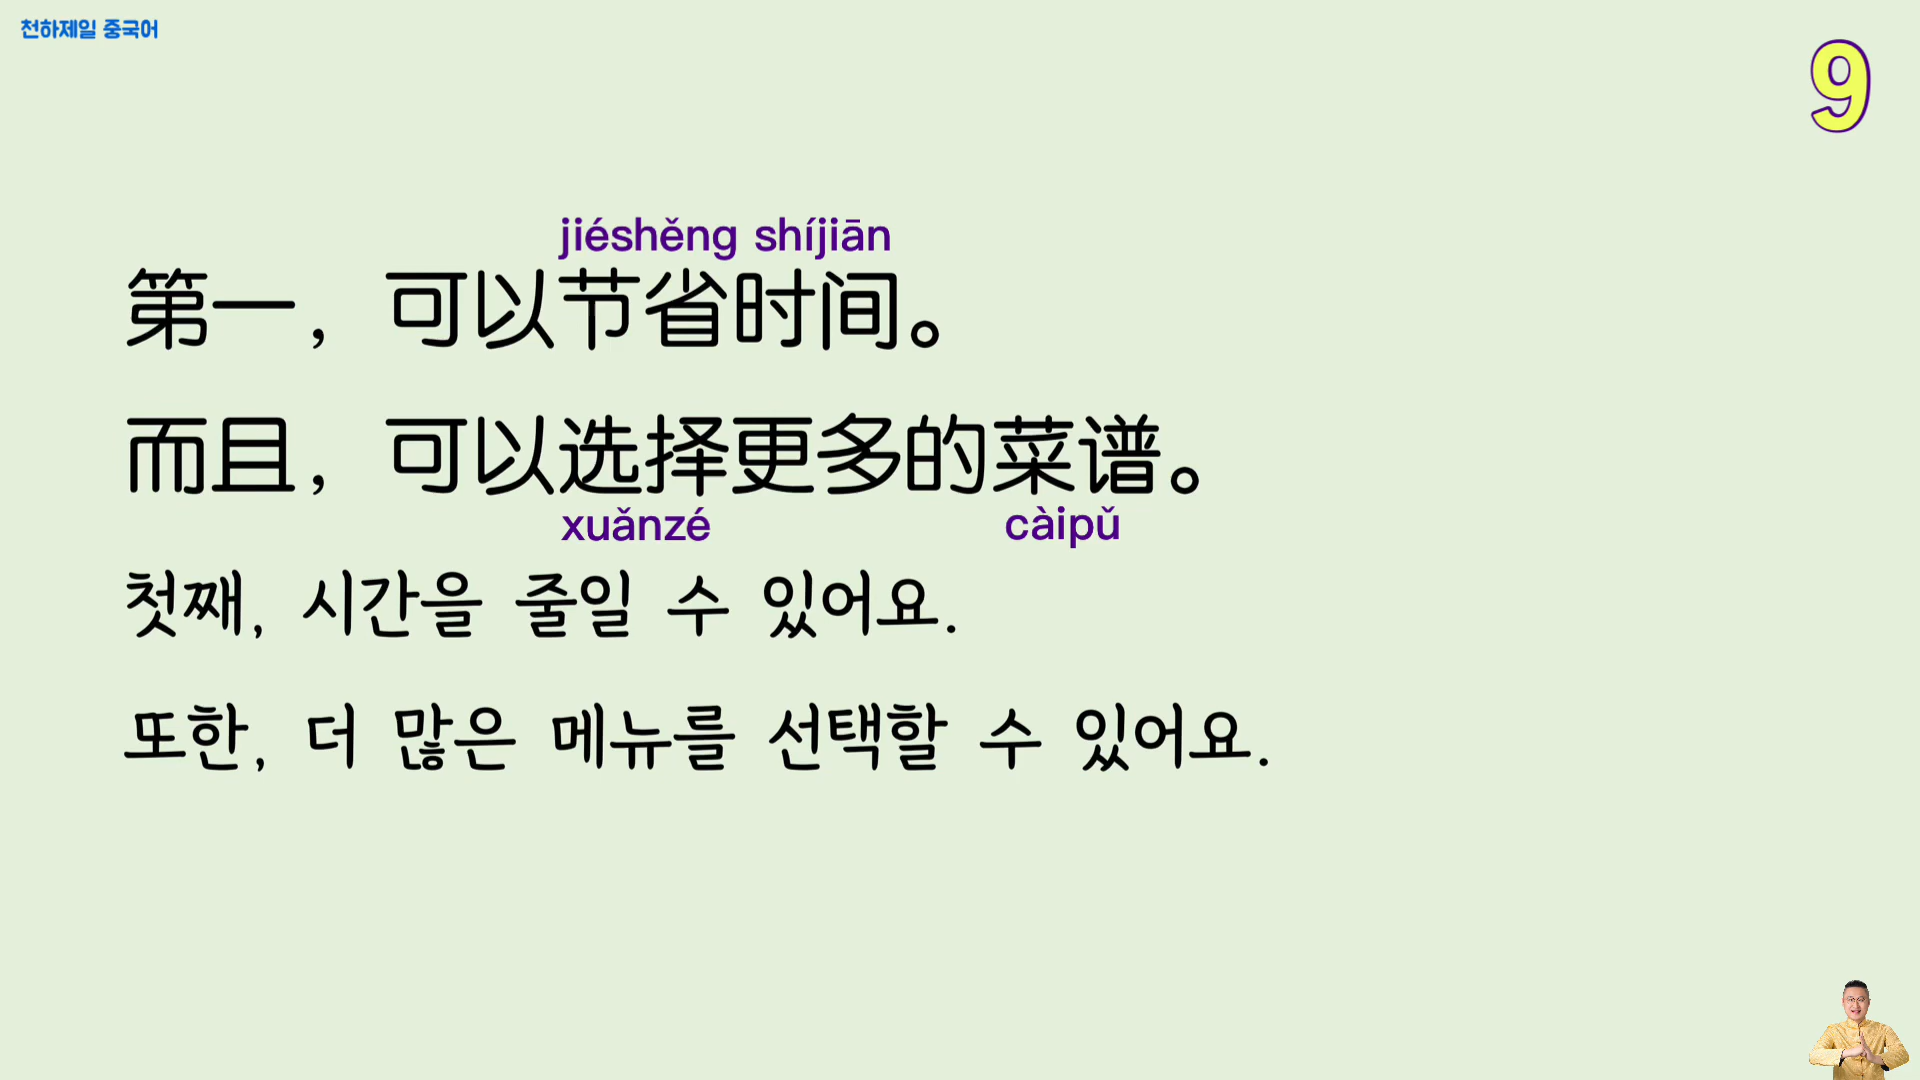 천하제일 중국어
9
jiéshěng shíjiān
第一，可以节省时间。
而且，可以选择更多的菜谱。
xuǎnzé càipǔ
첫째, 시간을 줄일 수 있어요.
또한, 더 많은 메뉴를 선택할 수 있어요.